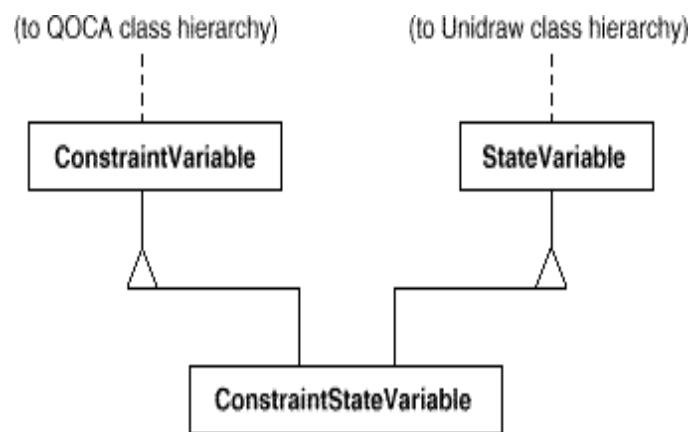 (to QOCA class hierarchy) (to Unidraw class hierarchy)
ConstraintVariable StateVariable
ConstraintStateVariable